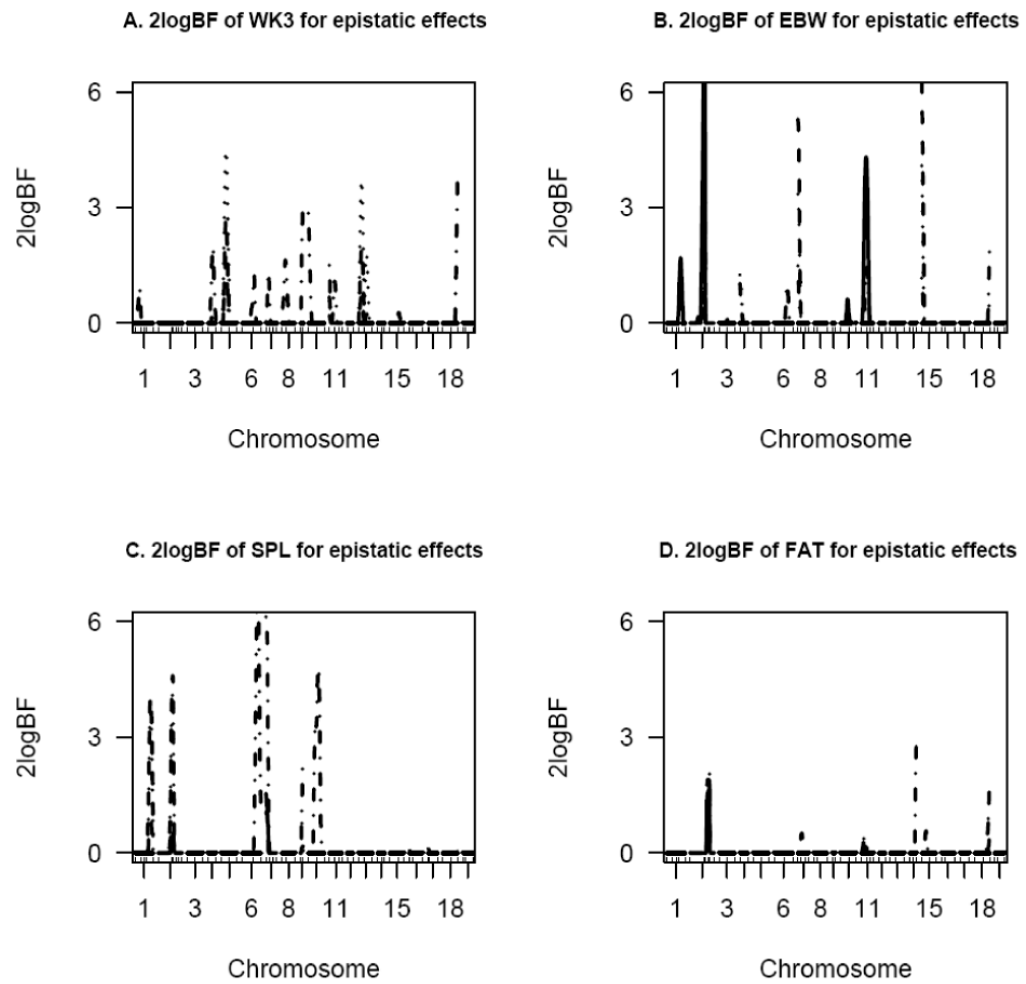 A. 2logBF of WK3 for epistatic effects
2logBF
6
3
0
1 3 6 8 11 15 18
Chromosome
B. 2logBF of EBW for epistatic effects
2logBF
6
3
0
1 3 6 8 11 15 18
Chromosome
C. 2logBF of SPL for epistatic effects
2logBF
6
3
0
1 3 6 8 11 15 18
Chromosome
D. 2logBF of FAT for epistatic effects
2logBF
6
3
0
1 3 6 8 11 15 18
Chromosome